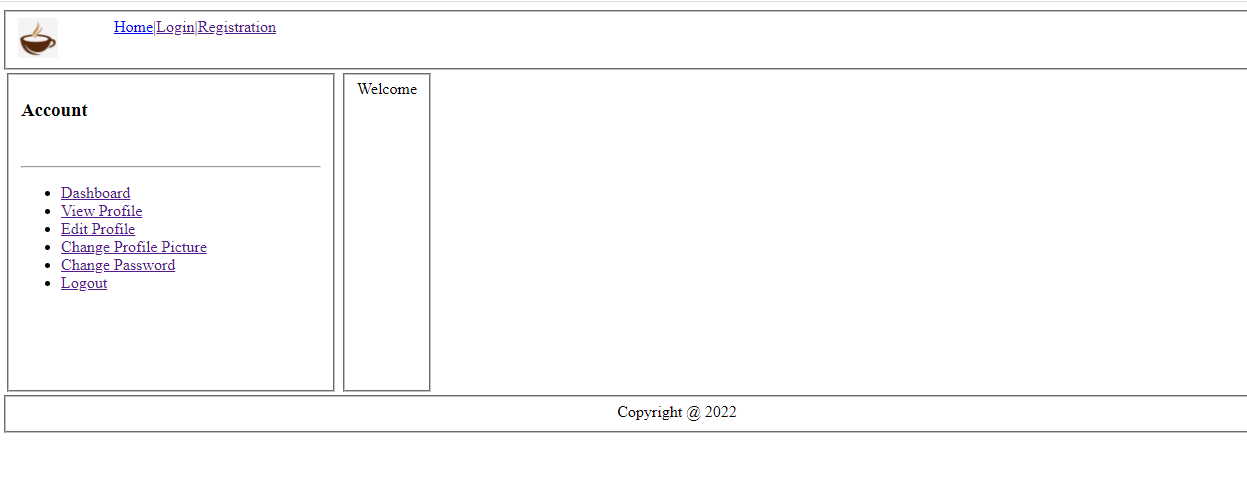 Home|Login|Registration
Account
Welcome
Dashboard
View Profile
Edit Profile
Change Profile Picture
Change Password
Logout
Copyright @ 2022